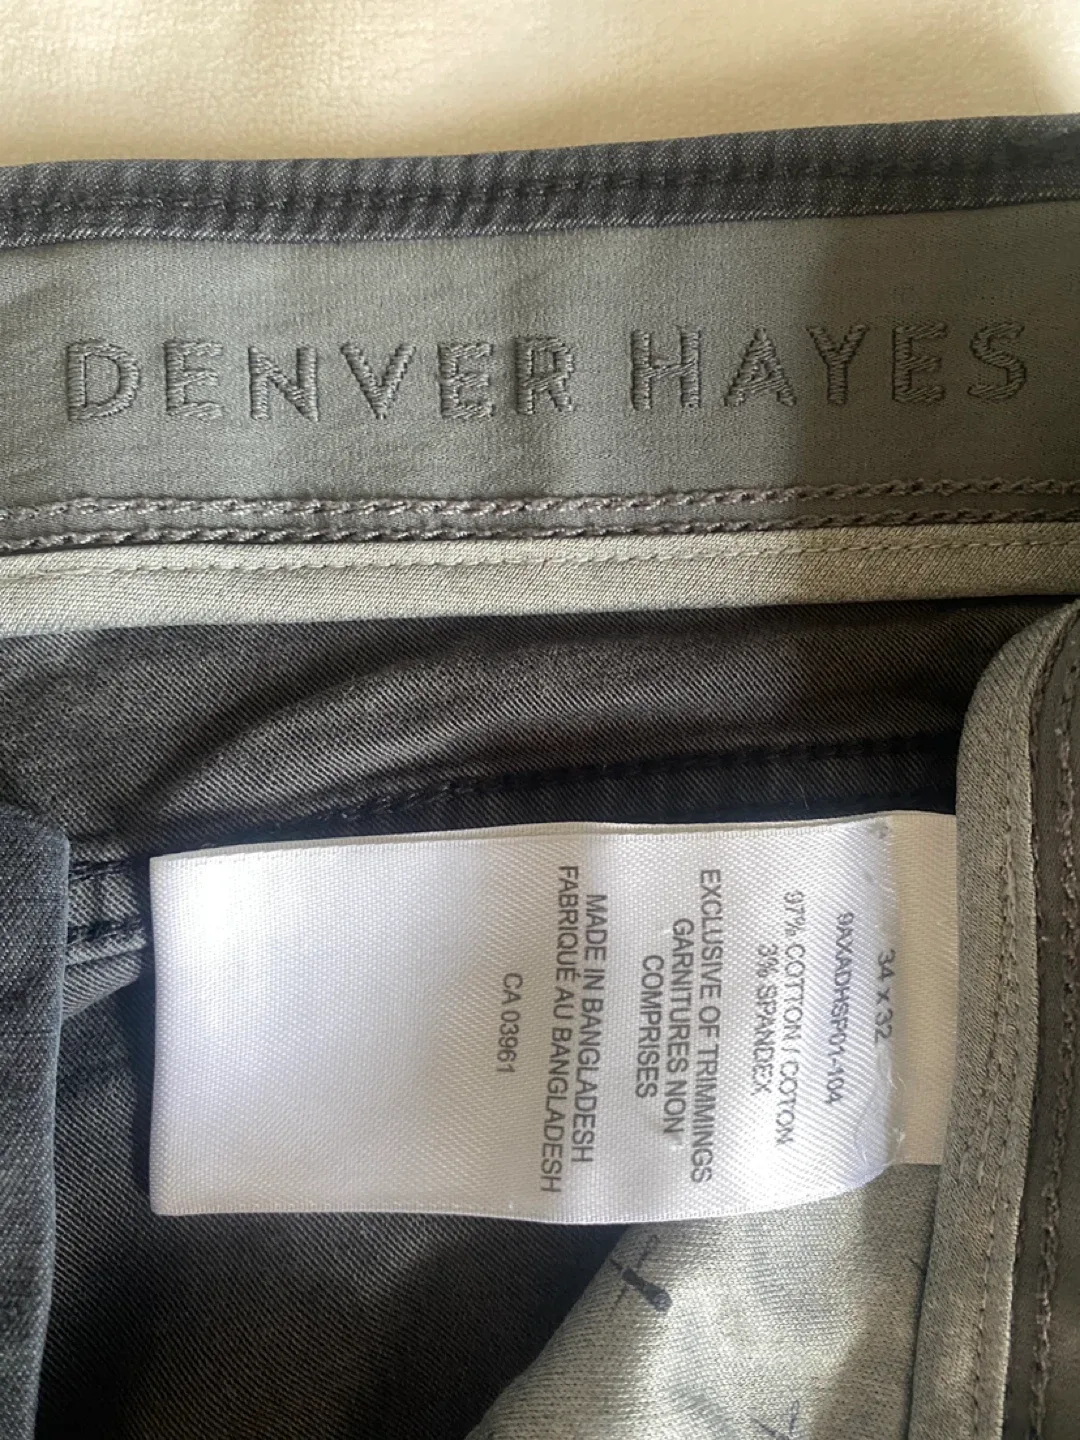 DENVER HAYES
34 x 32
9AXADHSP01-104
97% COTTON / COTON
3% SPANDEX
EXCLUSIVE OF TRIMMINGS
GARNITURES NON
COMPRISES
MADE IN BANGLADESH
FABRIQUÉ AU BANGLADESH
CA 03961